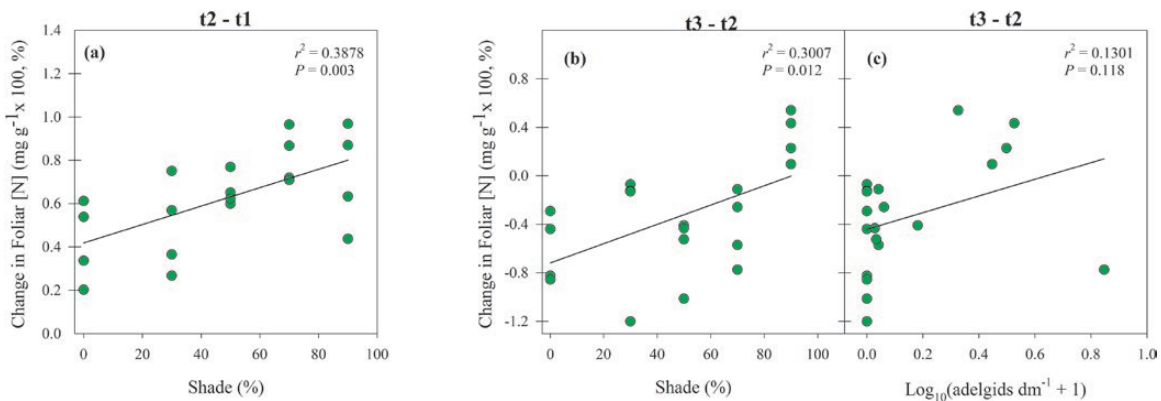 t2 - t1
(a)
r² = 0.3878
P = 0.003
Change in Foliar [N] (mg g⁻¹ x 100, %)
1.4
1.2
1.0
0.8
0.6
0.4
0.2
0.0
0 20 40 60 80 100
Shade (%)
t3 - t2
(b)
r² = 0.3007
P = 0.012
Change in Foliar [N] (mg g⁻¹ x 100, %)
0.8
0.4
0.0
-0.4
-0.8
-1.2
0 20 40 60 80 100
Shade (%)
t3 - t2
(c)
r² = 0.1301
P = 0.118
0.0 0.2 0.4 0.6 0.8 1.0
Log₁₀(adelgids dm⁻¹ + 1)